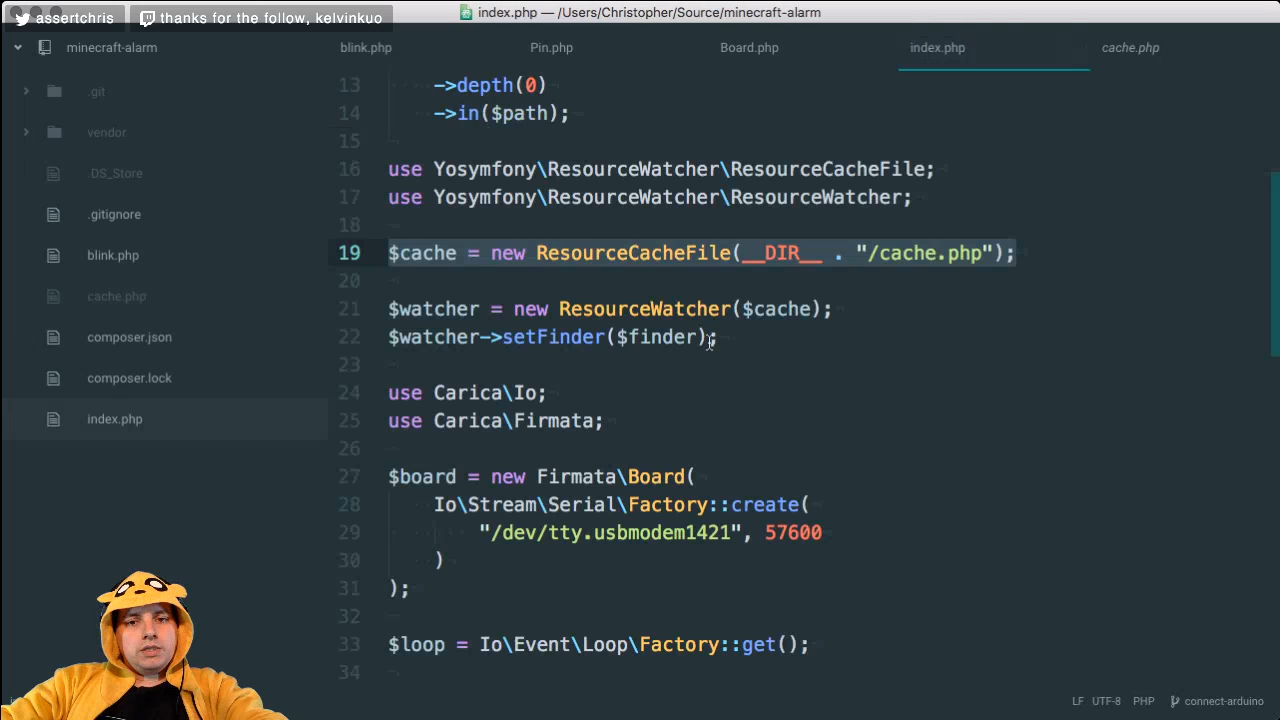 assertchris
thanks for the follow, kelvinkuo
index.php — /Users/Christopher/Source/minecraft-alarm
minecraft-alarm
blink.php
Pin.php
Board.php
index.php
cache.php
.git
vendor
.DS_Store
.gitignore
blink.php
cache.php
composer.json
composer.lock
index.php
13 ->depth(0)
14 ->in($path);
15
16 use Yosymfony\ResourceWatcher\ResourceCacheFile;
17 use Yosymfony\ResourceWatcher\ResourceWatcher;
18
19 $cache = new ResourceCacheFile(__DIR__ . "/cache.php");
20
21 $watcher = new ResourceWatcher($cache);
22 $watcher->setFinder($finder);
23
24 use Carica\Io;
25 use Carica\Firmata;
26
27 $board = new Firmata\Board(
28 Io\Stream\Serial\Factory::create(
29 "/dev/tty.usbmodem1421", 57600
30 )
31 );
32
33 $loop = Io\Event\Loop\Factory::get();
34
LF UTF-8 PHP connect-arduino